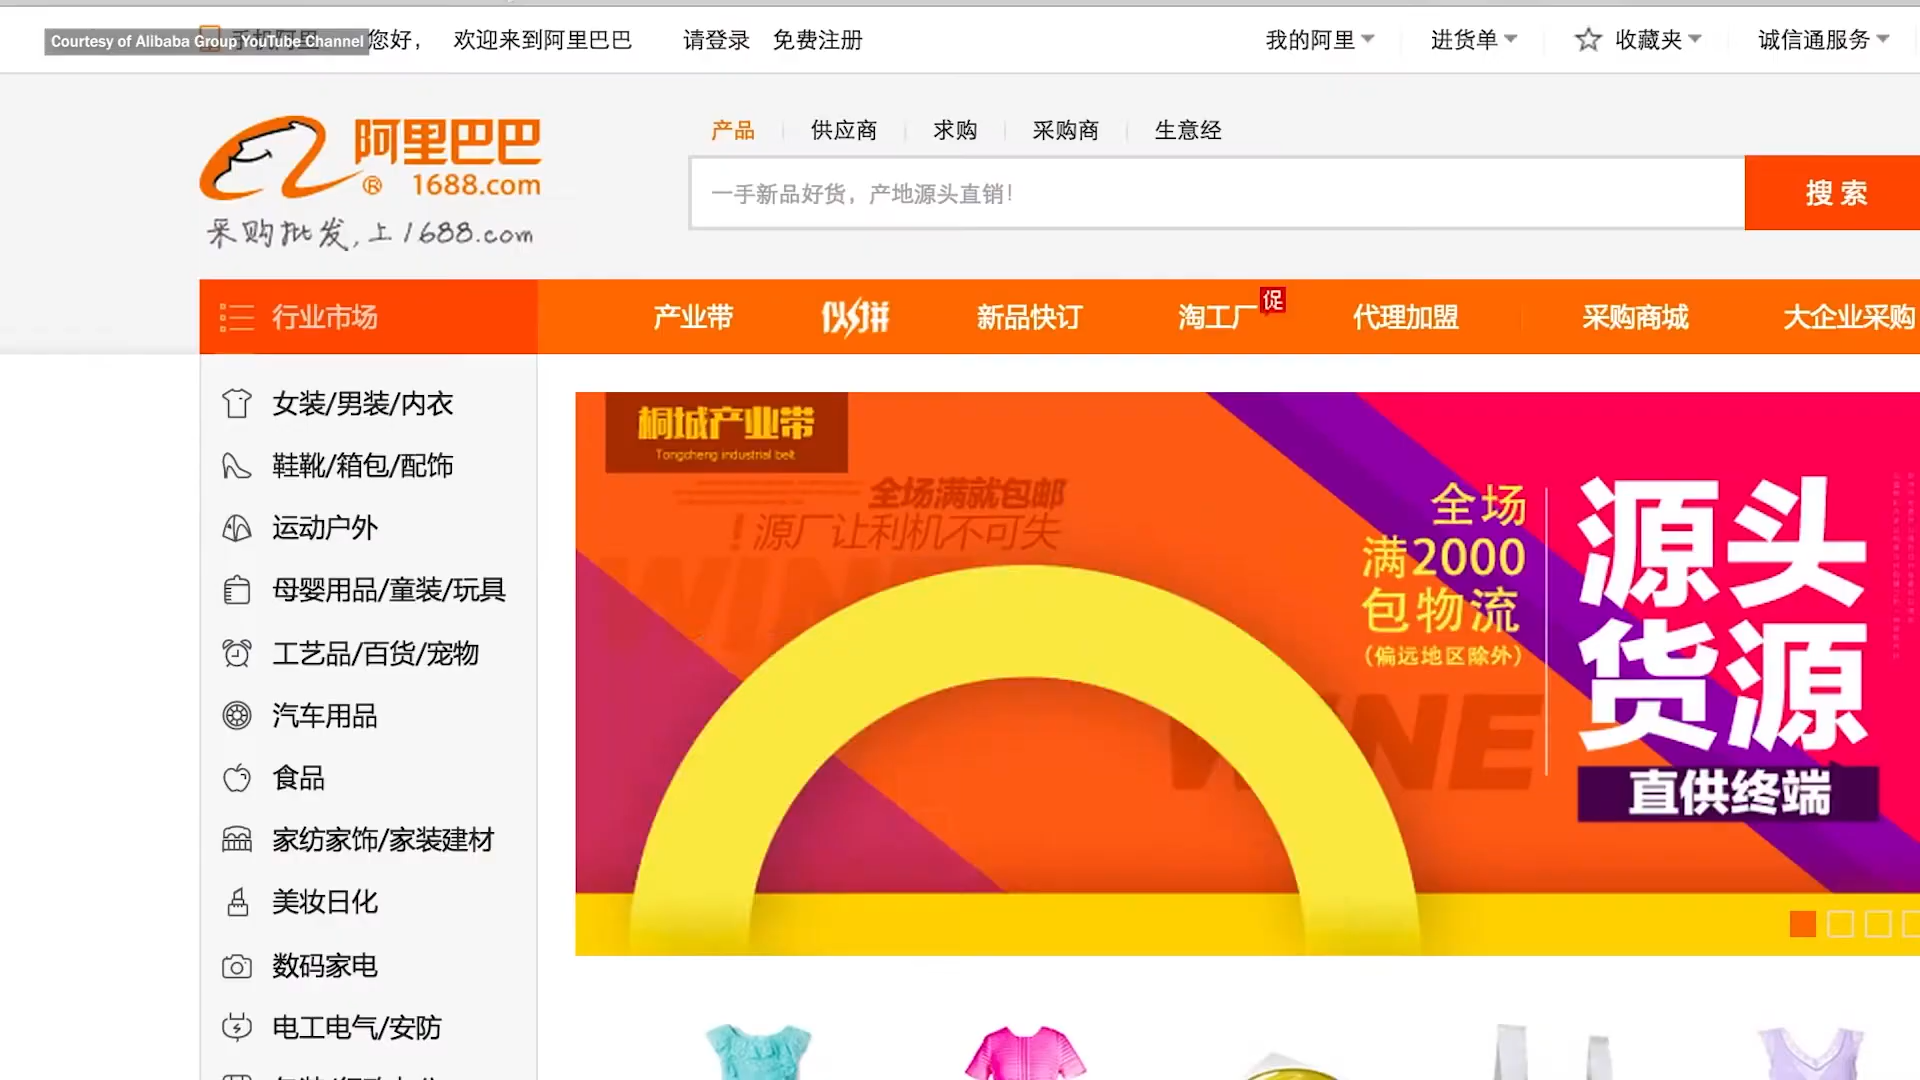 Courtesy of Alibaba Group YouTube Channel
您好，
欢迎来到阿里巴巴
请登录
免费注册
我的阿里
进货单
收藏夹
诚信通服务
阿里巴巴
® 1688.com
采购批发,上1688.com
产品
供应商
求购
采购商
生意经
一手新品好货，产地源头直销！
搜索
行业市场
产业带
伙拼
新品快订
淘工厂
促
代理加盟
采购商城
大企业采购
女装/男装/内衣
鞋靴/箱包/配饰
运动户外
母婴用品/童装/玩具
工艺品/百货/宠物
汽车用品
食品
家纺家饰/家装建材
美妆日化
数码家电
电工电气/安防
桐城产业带
Tongcheng industrial belt
全场满就包邮
！源厂让利机不可失
WINE
全场
满2000
包物流
(偏远地区除外)
源头
货源
直供终端
WINE